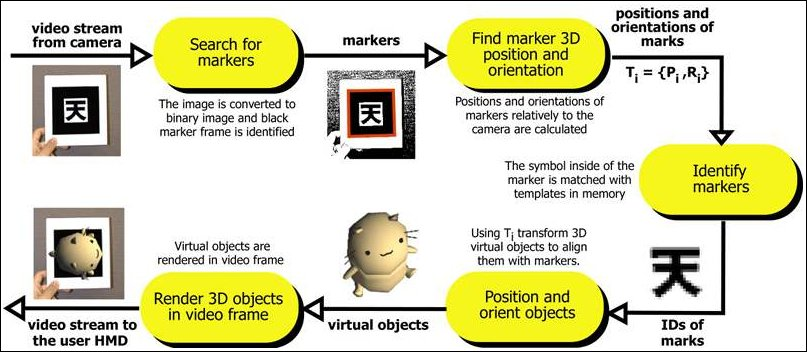 video stream
from camera
Search for
markers
The image is converted to
binary image and black
marker frame is identified
天
markers
天
Find marker 3D
position and
orientation
Positions and orientations of
markers relatively to the
camera are calculated
positions and
orientations of
marks
Ti = {Pi ,Ri}
The symbol inside of the
marker is matched with
templates in memory
Identify
markers
天
IDs of
marks
Using Ti transform 3D
virtual objects to align
them with markers.
Position and
orient objects
virtual objects
Virtual objects are
rendered in video frame
Render 3D objects
in video frame
video stream to
the user HMD